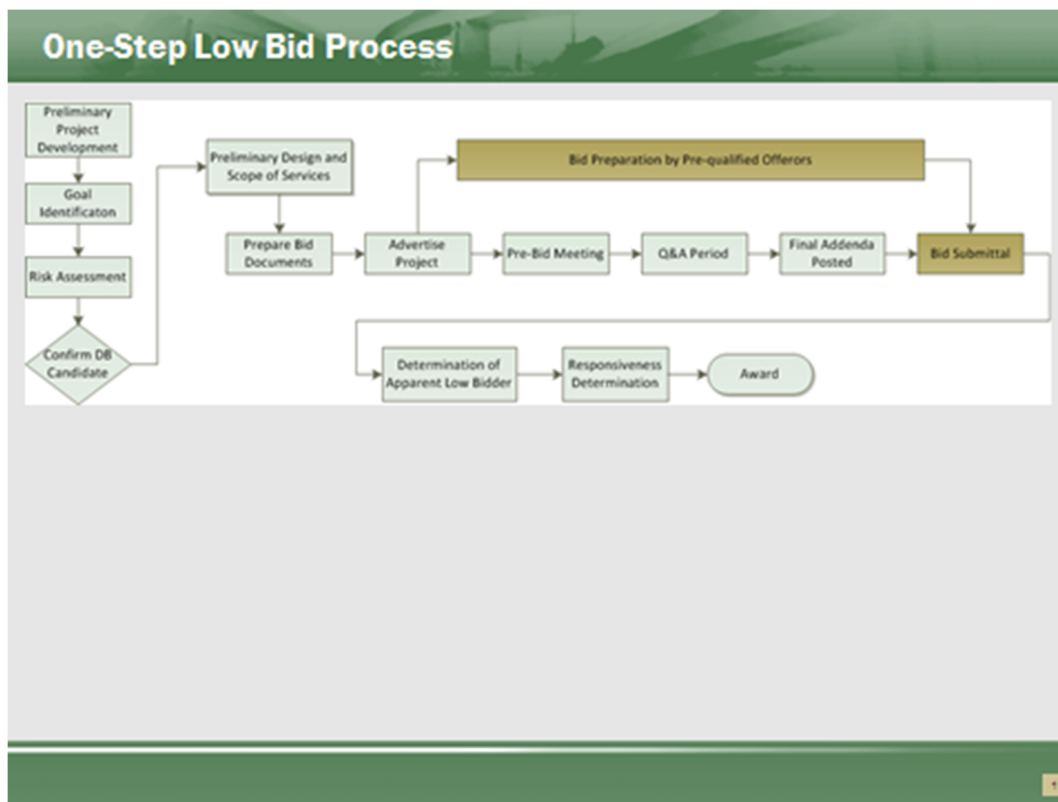 One-Step Low Bid Process
Preliminary
Project
Development
Goal
Identificaton
Risk Assessment
Confirm DB
Candidate
Preliminary Design and
Scope of Services
Prepare Bid
Documents
Advertise
Project
Bid Preparation by Pre-qualified Offerors
Pre-Bid Meeting
Q&A Period
Final Addenda
Posted
Bid Submittal
Determination of
Apparent Low Bidder
Responsiveness
Determination
Award